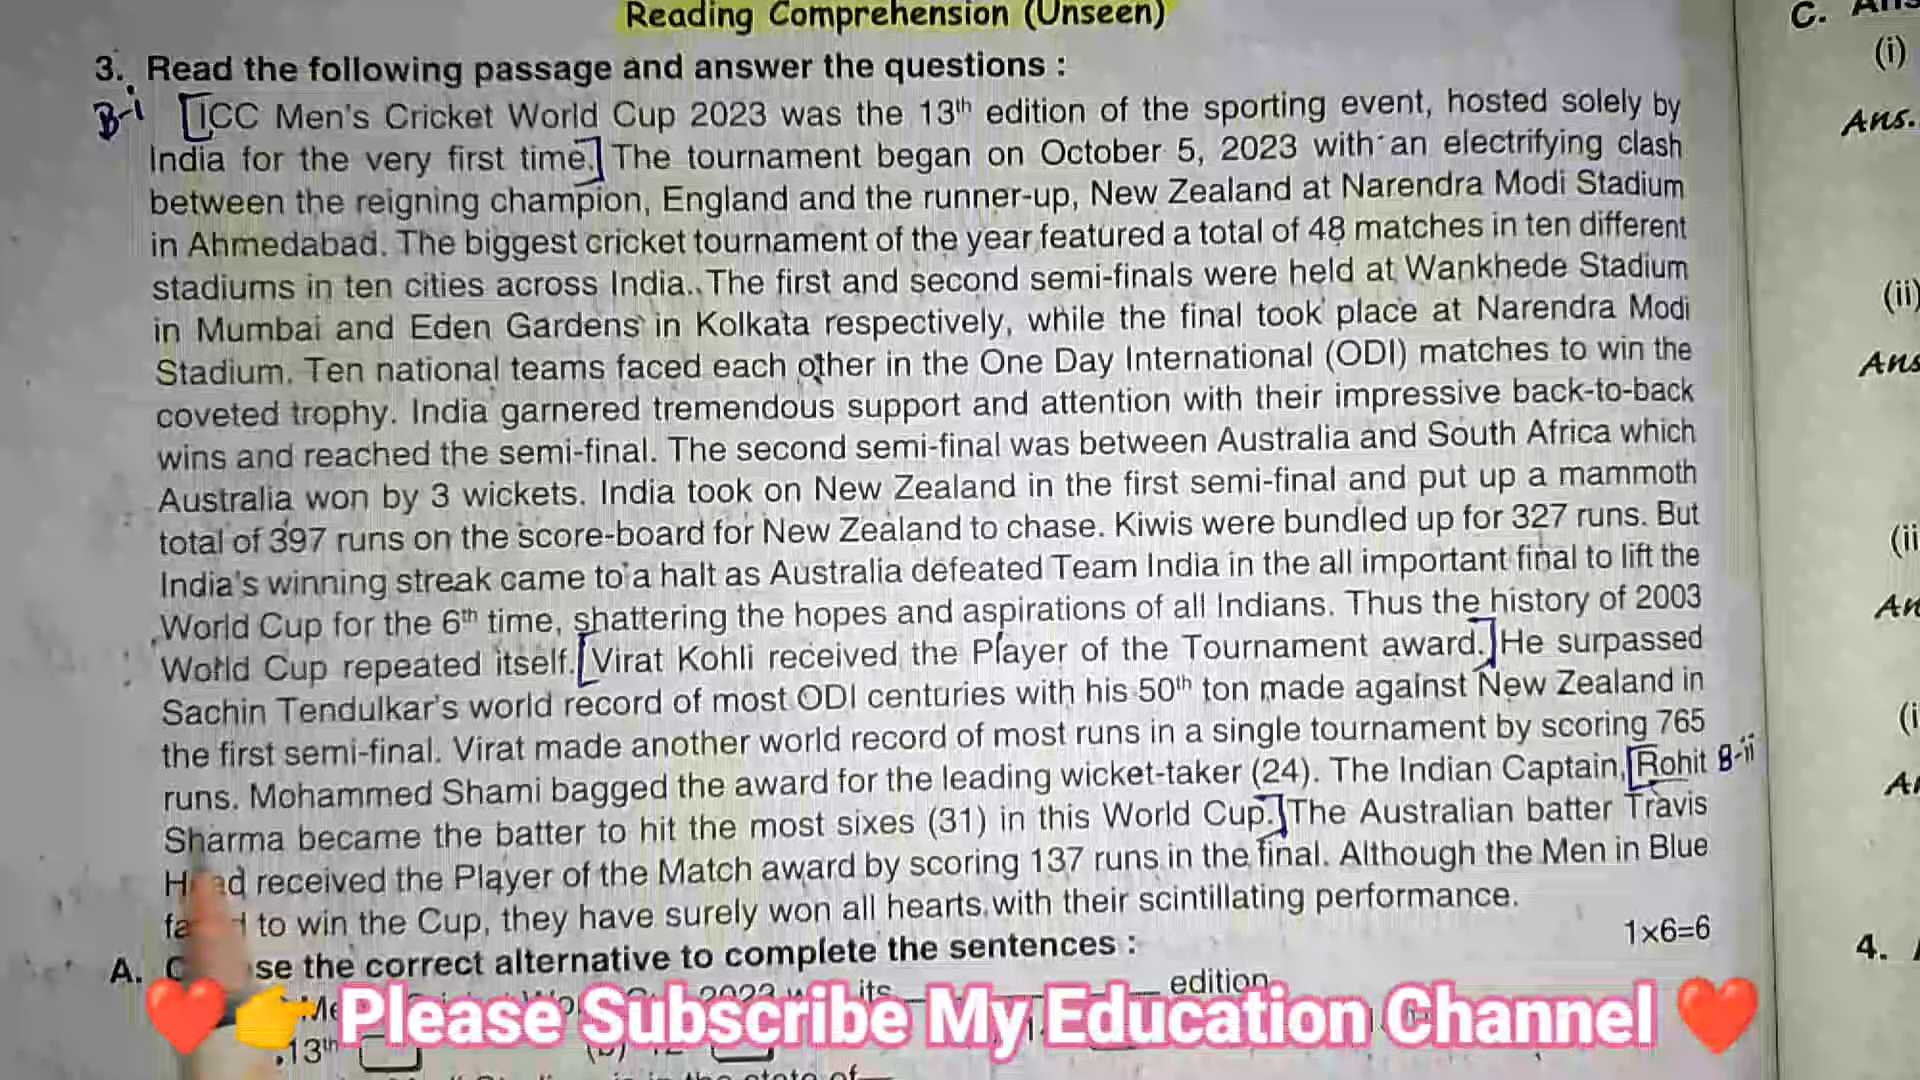 Reading Comprehension (Unseen)
3. Read the following passage and answer the questions :
B-i [ICC Men's Cricket World Cup 2023 was the 13th edition of the sporting event, hosted solely by
India for the very first time.] The tournament began on October 5, 2023 with an electrifying clash
between the reigning champion, England and the runner-up, New Zealand at Narendra Modi Stadium
in Ahmedabad. The biggest cricket tournament of the year featured a total of 48 matches in ten different
stadiums in ten cities across India. The first and second semi-finals were held at Wankhede Stadium
in Mumbai and Eden Gardens in Kolkata respectively, while the final took place at Narendra Modi
Stadium. Ten national teams faced each other in the One Day International (ODI) matches to win the
coveted trophy. India garnered tremendous support and attention with their impressive back-to-back
wins and reached the semi-final. The second semi-final was between Australia and South Africa which
Australia won by 3 wickets. India took on New Zealand in the first semi-final and put up a mammoth
total of 397 runs on the score-board for New Zealand to chase. Kiwis were bundled up for 327 runs. But
India's winning streak came to a halt as Australia defeated Team India in the all important final to lift the
World Cup for the 6th time, shattering the hopes and aspirations of all Indians. Thus the history of 2003
World Cup repeated itself. [Virat Kohli received the Player of the Tournament award.] He surpassed
Sachin Tendulkar's world record of most ODI centuries with his 50th ton made against New Zealand in
the first semi-final. Virat made another world record of most runs in a single tournament by scoring 765
runs. Mohammed Shami bagged the award for the leading wicket-taker (24). The Indian Captain, [Rohit B-ii
Sharma became the batter to hit the most sixes (31) in this World Cup.] The Australian batter Travis
received the Player of the Match award by scoring 137 runs in the final. Although the Men in Blue
to win the Cup, they have surely won all hearts with their scintillating performance.
1×6=6
A. se the correct alternative to complete the sentences :
2023 its edition
Please Subscribe My Education Channel
13th
state of
C.
(i)
Ans.
(ii)
Ans
(ii
An
(i
4.